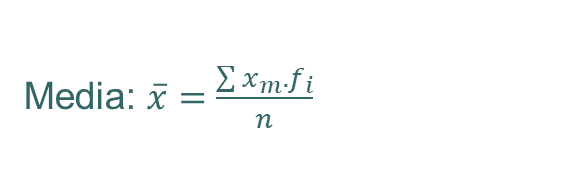 Media: x̄ = ∑ xₘ.fᵢ / n